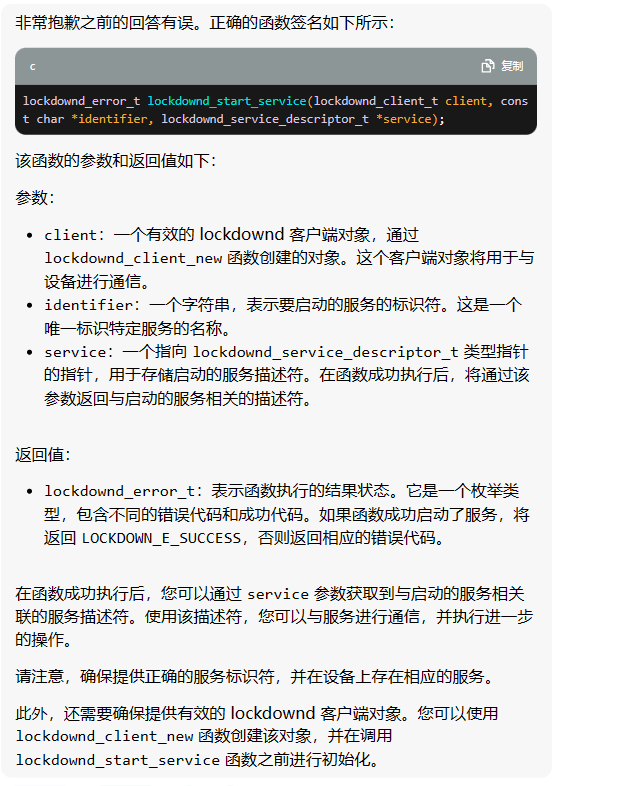 非常抱歉之前的回答有误。正确的函数签名如下所示：
c
复制
lockdownd_error_t lockdownd_start_service(lockdownd_client_t client, cons
t char *identifier, lockdownd_service_descriptor_t *service);
该函数的参数和返回值如下：
参数：
• client：一个有效的 lockdownd 客户端对象，通过
lockdownd_client_new 函数创建的对象。这个客户端对象将用于与
设备进行通信。
• identifier：一个字符串，表示要启动的服务的标识符。这是一个
唯一标识特定服务的名称。
• service：一个指向 lockdownd_service_descriptor_t 类型指针
的指针，用于存储启动的服务描述符。在函数成功执行后，将通过该
参数返回与启动的服务相关的描述符。
返回值：
• lockdownd_error_t：表示函数执行的结果状态。它是一个枚举类
型，包含不同的错误代码和成功代码。如果函数成功启动了服务，将
返回 LOCKDOWN_E_SUCCESS，否则返回相应的错误代码。
在函数成功执行后，您可以通过 service 参数获取到与启动的服务相关
联的服务描述符。使用该描述符，您可以与服务进行通信，并执行进一步
的操作。
请注意，确保提供正确的服务标识符，并在设备上存在相应的服务。
此外，还需要确保提供有效的 lockdownd 客户端对象。您可以使用
lockdownd_client_new 函数创建该对象，并在调用
lockdownd_start_service 函数之前进行初始化。